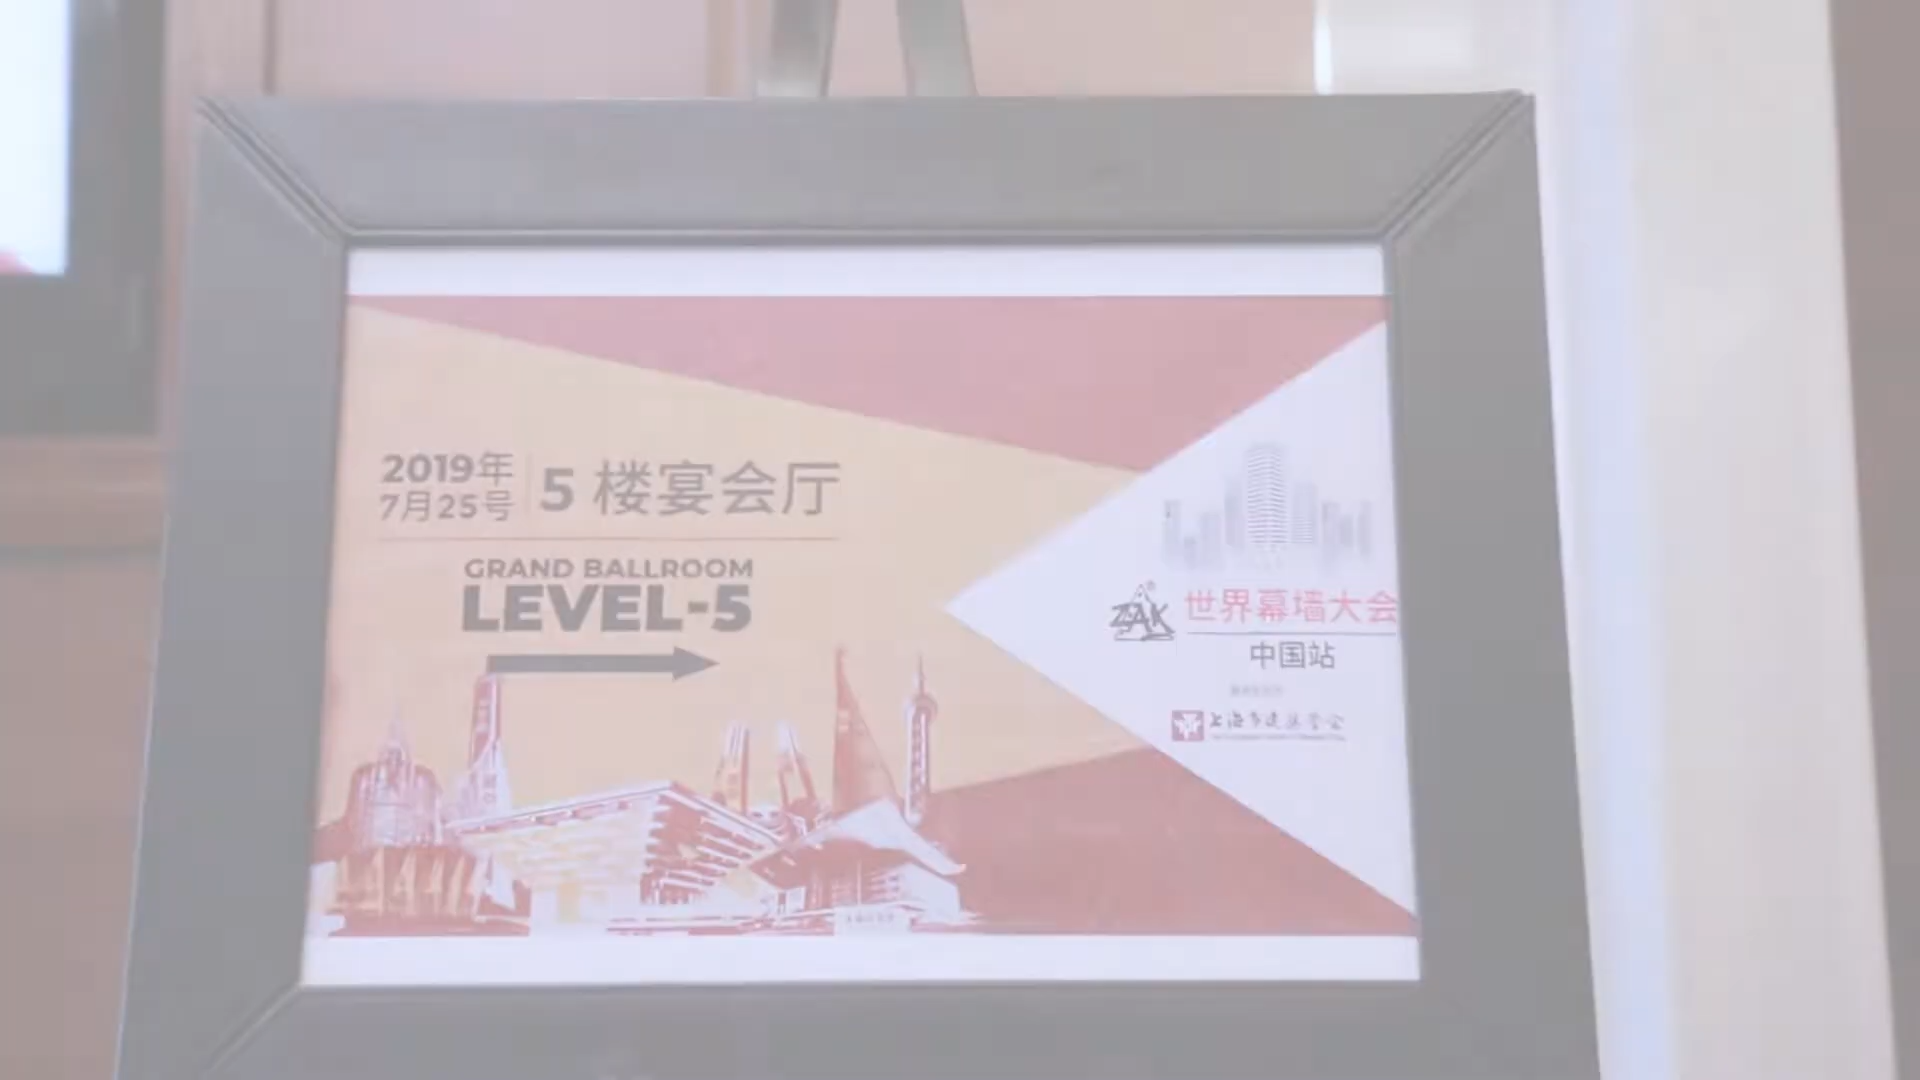 2019年
7月25号
5 楼宴会厅
GRAND BALLROOM
LEVEL-5
ZAK
世界幕墙大会
中国站
上海市建筑学会